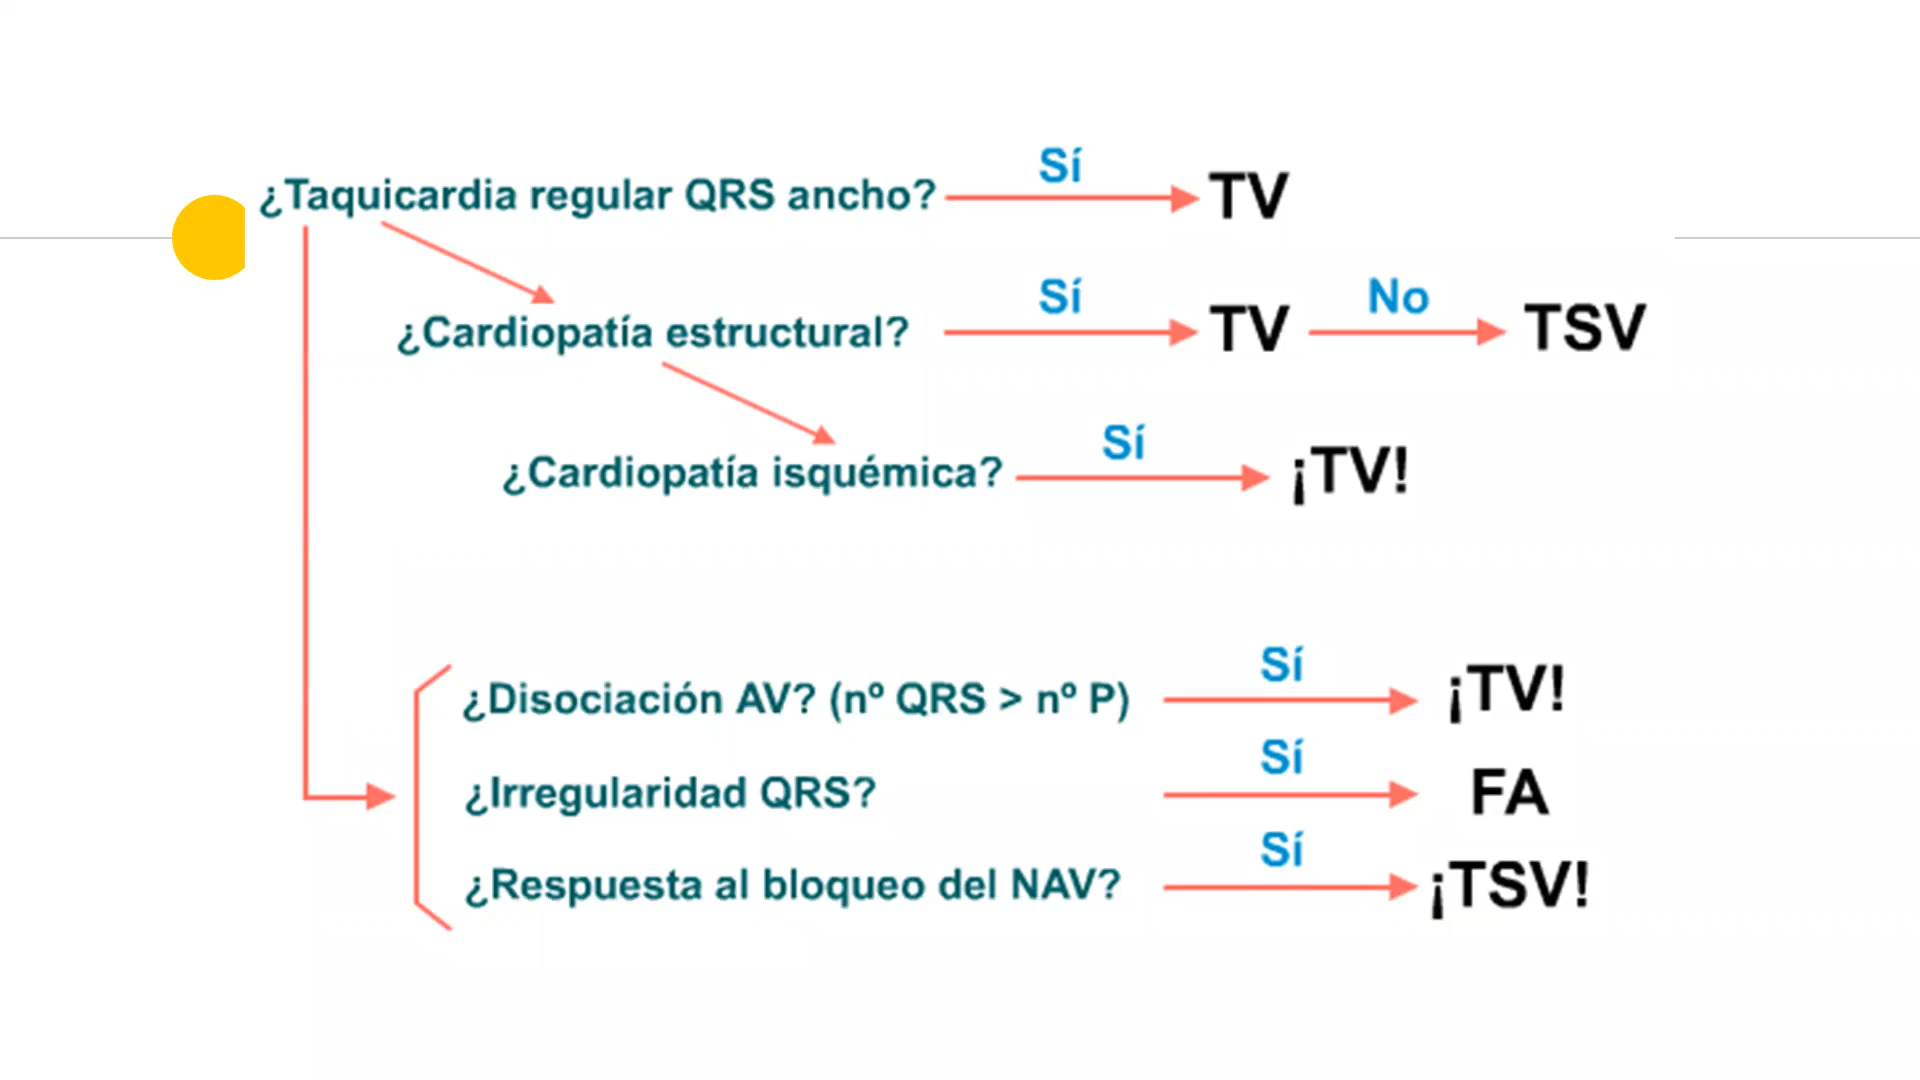 ¿Taquicardia regular QRS ancho? Sí TV
¿Cardiopatía estructural? Sí TV No TSV
¿Cardiopatía isquémica? Sí ¡TV!
¿Disociación AV? (nº QRS > nº P) Sí ¡TV!
¿Irregularidad QRS? Sí FA
¿Respuesta al bloqueo del NAV? Sí ¡TSV!